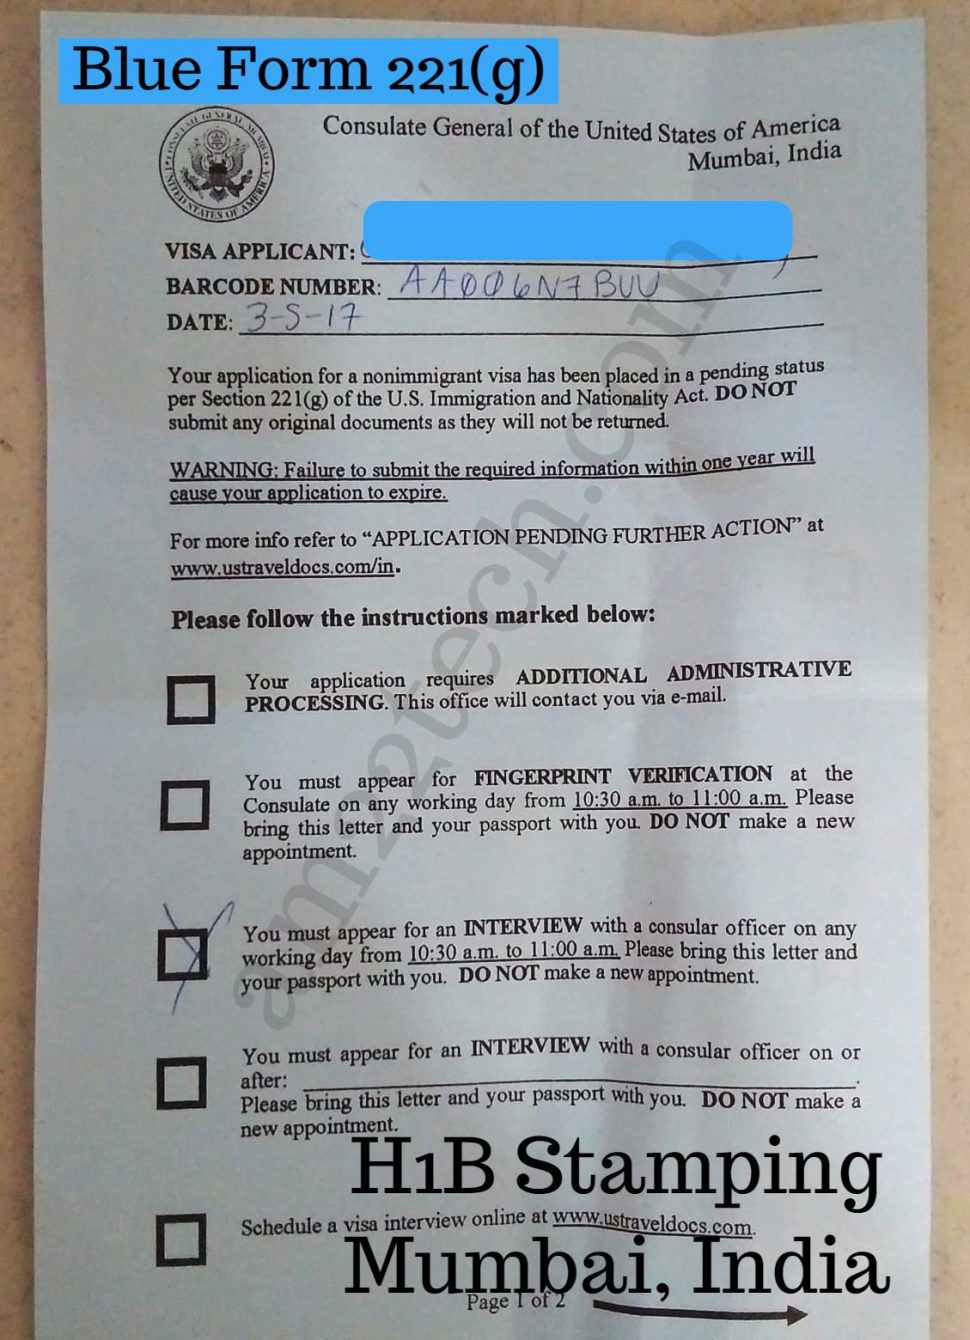 Blue Form 221(g)
CONSULATE GENERAL MUMBAI
UNITED STATES OF AMERICA
Consulate General of the United States of America
Mumbai, India
VISA APPLICANT:
BARCODE NUMBER: AA006N7BUU
DATE: 3-S-17
Your application for a nonimmigrant visa has been placed in a pending status
per Section 221(g) of the U.S. Immigration and Nationality Act. DO NOT
submit any original documents as they will not be returned.
WARNING: Failure to submit the required information within one year will
cause your application to expire.
For more info refer to “APPLICATION PENDING FURTHER ACTION” at
www.ustraveldocs.com/in.
Please follow the instructions marked below:
Your application requires ADDITIONAL ADMINISTRATIVE
PROCESSING. This office will contact you via e-mail.
You must appear for FINGERPRINT VERIFICATION at the
Consulate on any working day from 10:30 a.m. to 11:00 a.m. Please
bring this letter and your passport with you. DO NOT make a new
appointment.
X You must appear for an INTERVIEW with a consular officer on any
working day from 10:30 a.m. to 11:00 a.m. Please bring this letter and
your passport with you. DO NOT make a new appointment.
You must appear for an INTERVIEW with a consular officer on or
after:
Please bring this letter and your passport with you. DO NOT make a
new appointment.
Schedule a visa interview online at www.ustraveldocs.com.
Page 1 of 2
H1B Stamping
Mumbai, India
am2tech.com